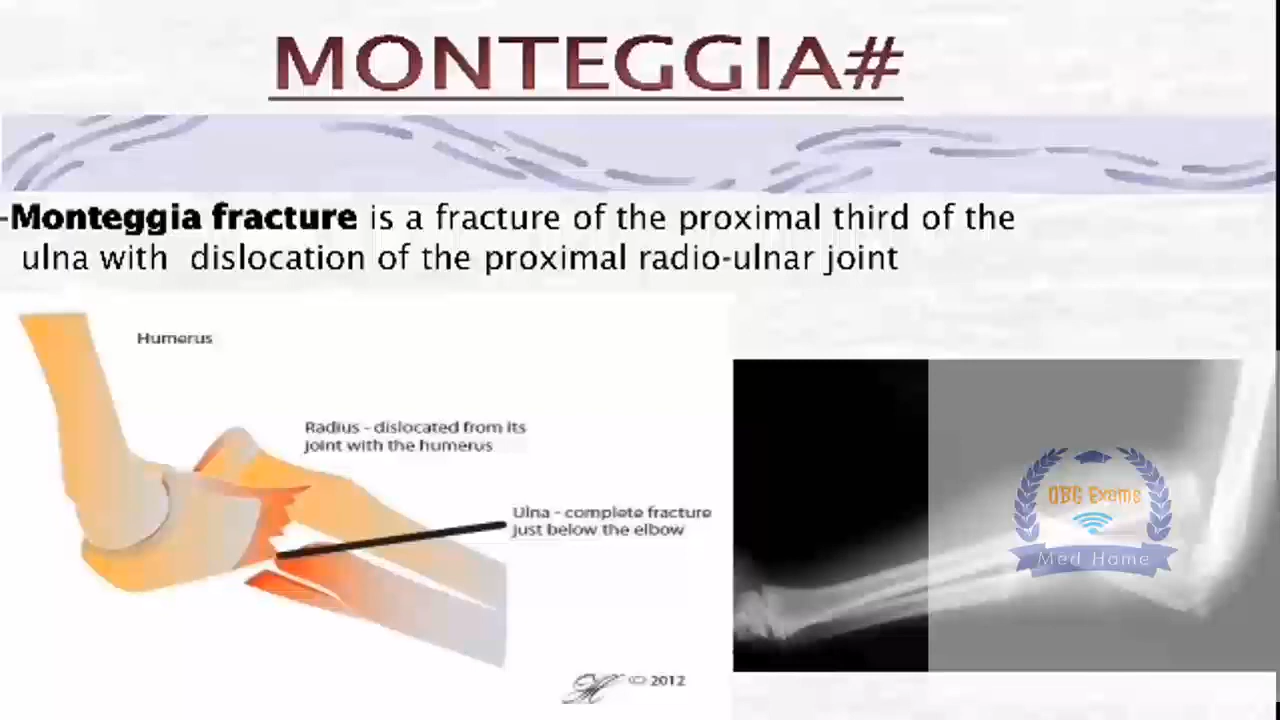 MONTEGGIA#
-Monteggia fracture is a fracture of the proximal third of the
ulna with dislocation of the proximal radio-ulnar joint
Humerus
Radius - dislocated from its
joint with the humerus
Ulna - complete fracture
just below the elbow
© 2012
OBG Exams
Med Home